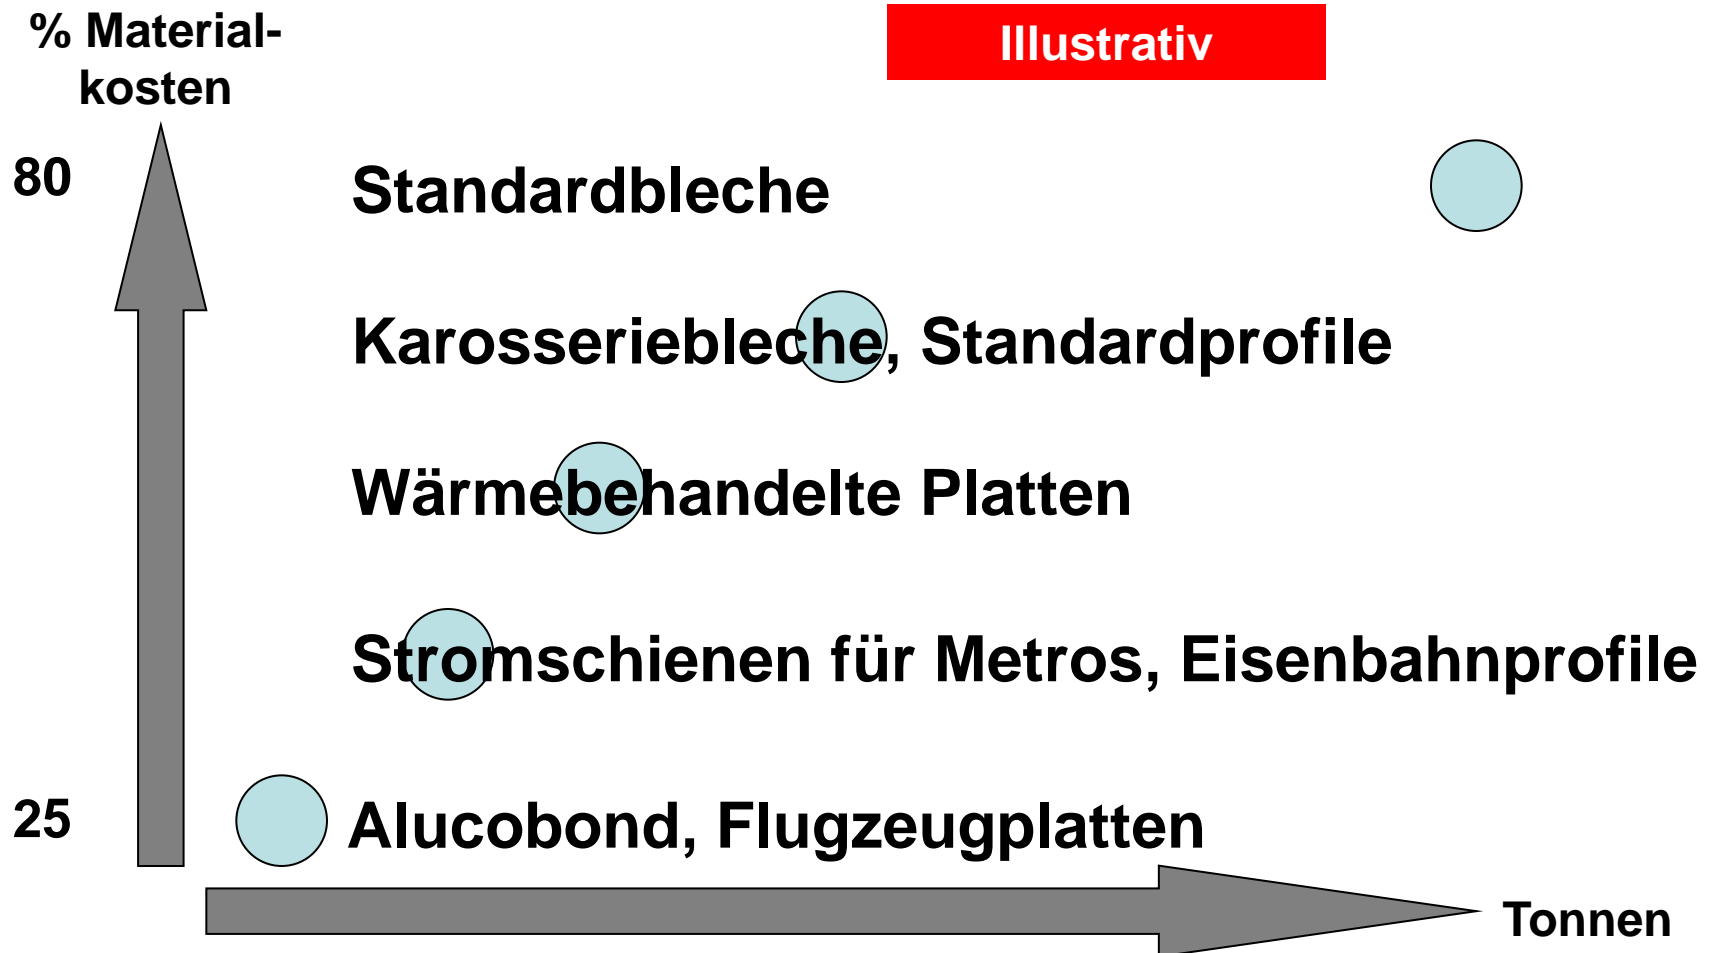 % Material-
kosten
Illustrativ
80
Standardbleche
Karosseriebleche, Standardprofile
Wärmebehandelte Platten
Stromschienen für Metros, Eisenbahnprofile
25
Alucobond, Flugzeugplatten
Tonnen